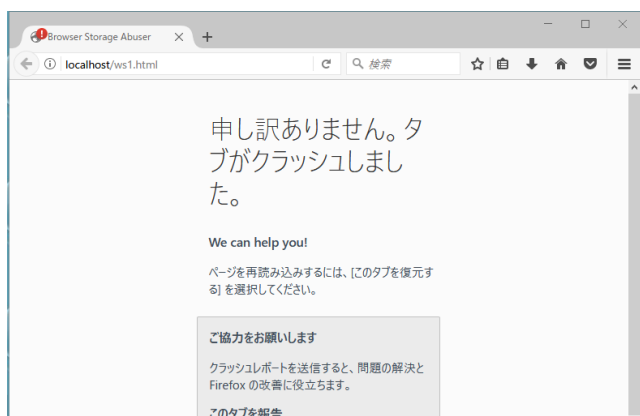 Browser Storage Abuser
localhost/ws1.html
検索
申し訳ありません。タ
ブがクラッシュしまし
た。
We can help you!
ページを再読み込みするには、[このタブを復元す
る] を選択してください。
ご協力をお願いします
クラッシュレポートを送信すると、問題の解決と
Firefox の改善に役立ちます。
このタブを報告